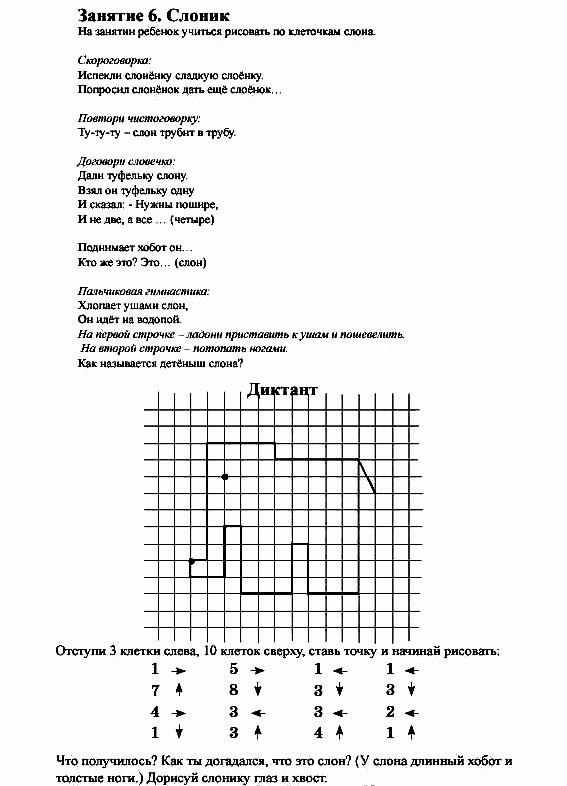 Занятие 6. Слоник
На занятии ребенок учиться рисовать по клеточкам слона.
Скороговорка:
Испекли слонёнку сладкую слоёнку.
Попросил слонёнок дать ещё слоёнок…
Повтори чистоговорку:
Ту-ту-ту – слон трубит в трубу.
Договори словечко:
Дали туфельку слону.
Взял он туфельку одну
И сказал: - Нужны пошире,
И не две, а все … (четыре)
Поднимает хобот он…
Кто же это? Это… (слон)
Пальчиковая гимнастика:
Хлопает ушами слон,
Он идёт на водопой.
На первой строчке – ладони приставить к ушам и пошевелить.
На второй строчке – потопать ногами.
Как называется детёныш слона?
Диктант
Отступи 3 клетки слева, 10 клеток сверху, ставь точку и начинай рисовать:
1 → 5 → 1 ← 1 ←
7 ↑ 8 ↓ 3 ↓ 3 ↓
4 → 3 ← 3 ← 2 ←
1 ↓ 3 ↑ 4 ↑ 1 ↑
Что получилось? Как ты догадался, что это слон? (У слона длинный хобот и
толстые ноги.) Дорисуй слонику глаз и хвост.